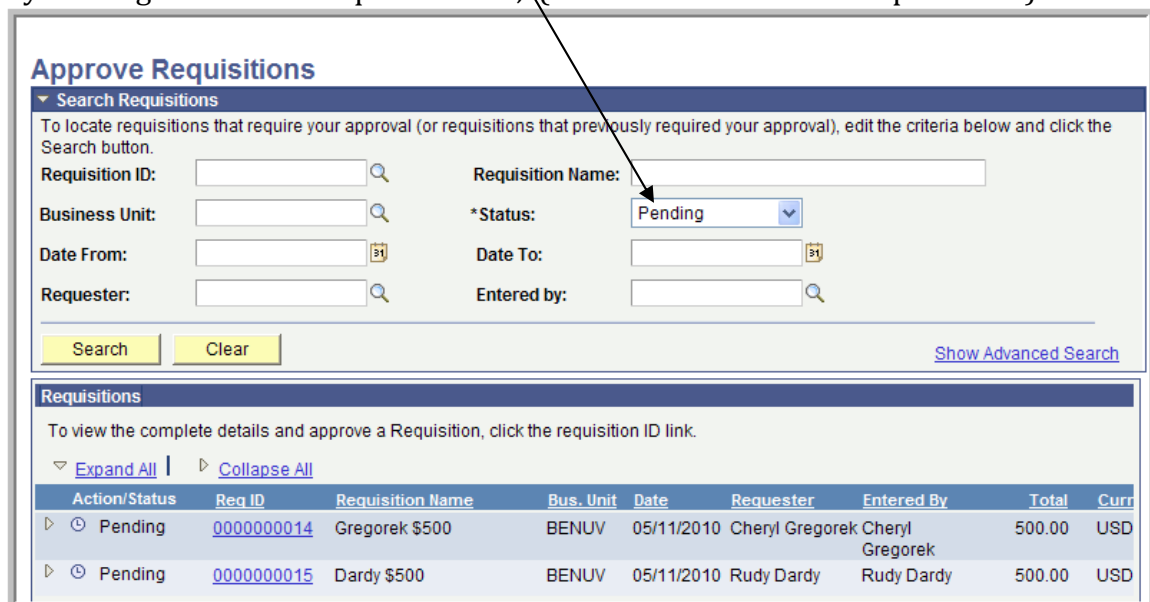 Approve Requisitions
Search Requisitions
To locate requisitions that require your approval (or requisitions that previously required your approval), edit the criteria below and click the
Search button.
Requisition ID: Requisition Name:
Business Unit: *Status: Pending
Date From: 31 Date To: 31
Requester: Entered by:
Search Clear Show Advanced Search
Requisitions
To view the complete details and approve a Requisition, click the requisition ID link.
Expand All Collapse All
Action/Status Req ID Requisition Name Bus. Unit Date Requester Entered By Total Curr
Pending 0000000014 Gregorek $500 BENUV 05/11/2010 Cheryl Gregorek Cheryl Gregorek 500.00 USD
Pending 0000000015 Dardy $500 BENUV 05/11/2010 Rudy Dardy Rudy Dardy 500.00 USD